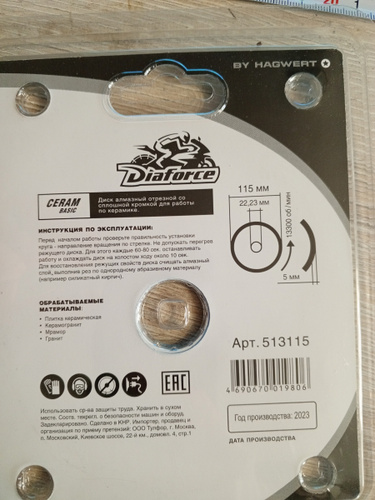 20 1
BY HAGWERT
Diaforce
CERAM
BASIC
Диск алмазный отрезной со
сплошной кромкой для работы
по керамике.
115 мм
22,23 мм
13300 об / мин
5 мм
ИНСТРУКЦИЯ ПО ЭКСПЛУАТАЦИИ:
Перед началом работы проверьте правильность установки
круга - направление вращения по стрелке. Не допускать перегрев
режущего диска. Для этого каждые 60-80 сек. останавливать
работу и охлаждать диск на холостом ходу около 10 сек.
Для восстановления режущих свойств диска очищать алмазный
слой, выполнив рез по однородному абразивному материалу
(например силикатный кирпич).
ОБРАБАТЫВАЕМЫЕ
МАТЕРИАЛЫ:
• Плитка керамическая
• Керамогранит
• Мрамор
• Гранит
Арт. 513115
4 690670 019806
EAC
Использовать ср-ва защиты труда. Хранить в сухом
месте. Соотв. текрегл. о безопасности машин и оборуд.
Задекларировано. Сделано в КНР. Импортер, продавец и
организация по приему претензий: ООО Тулфор, г. Москва,
п. Московский, Киевское шоссе, 22-й км., домовл. 4, стр.1
Год производства: 2023
ДАТА ПРОИЗВОДСТВА